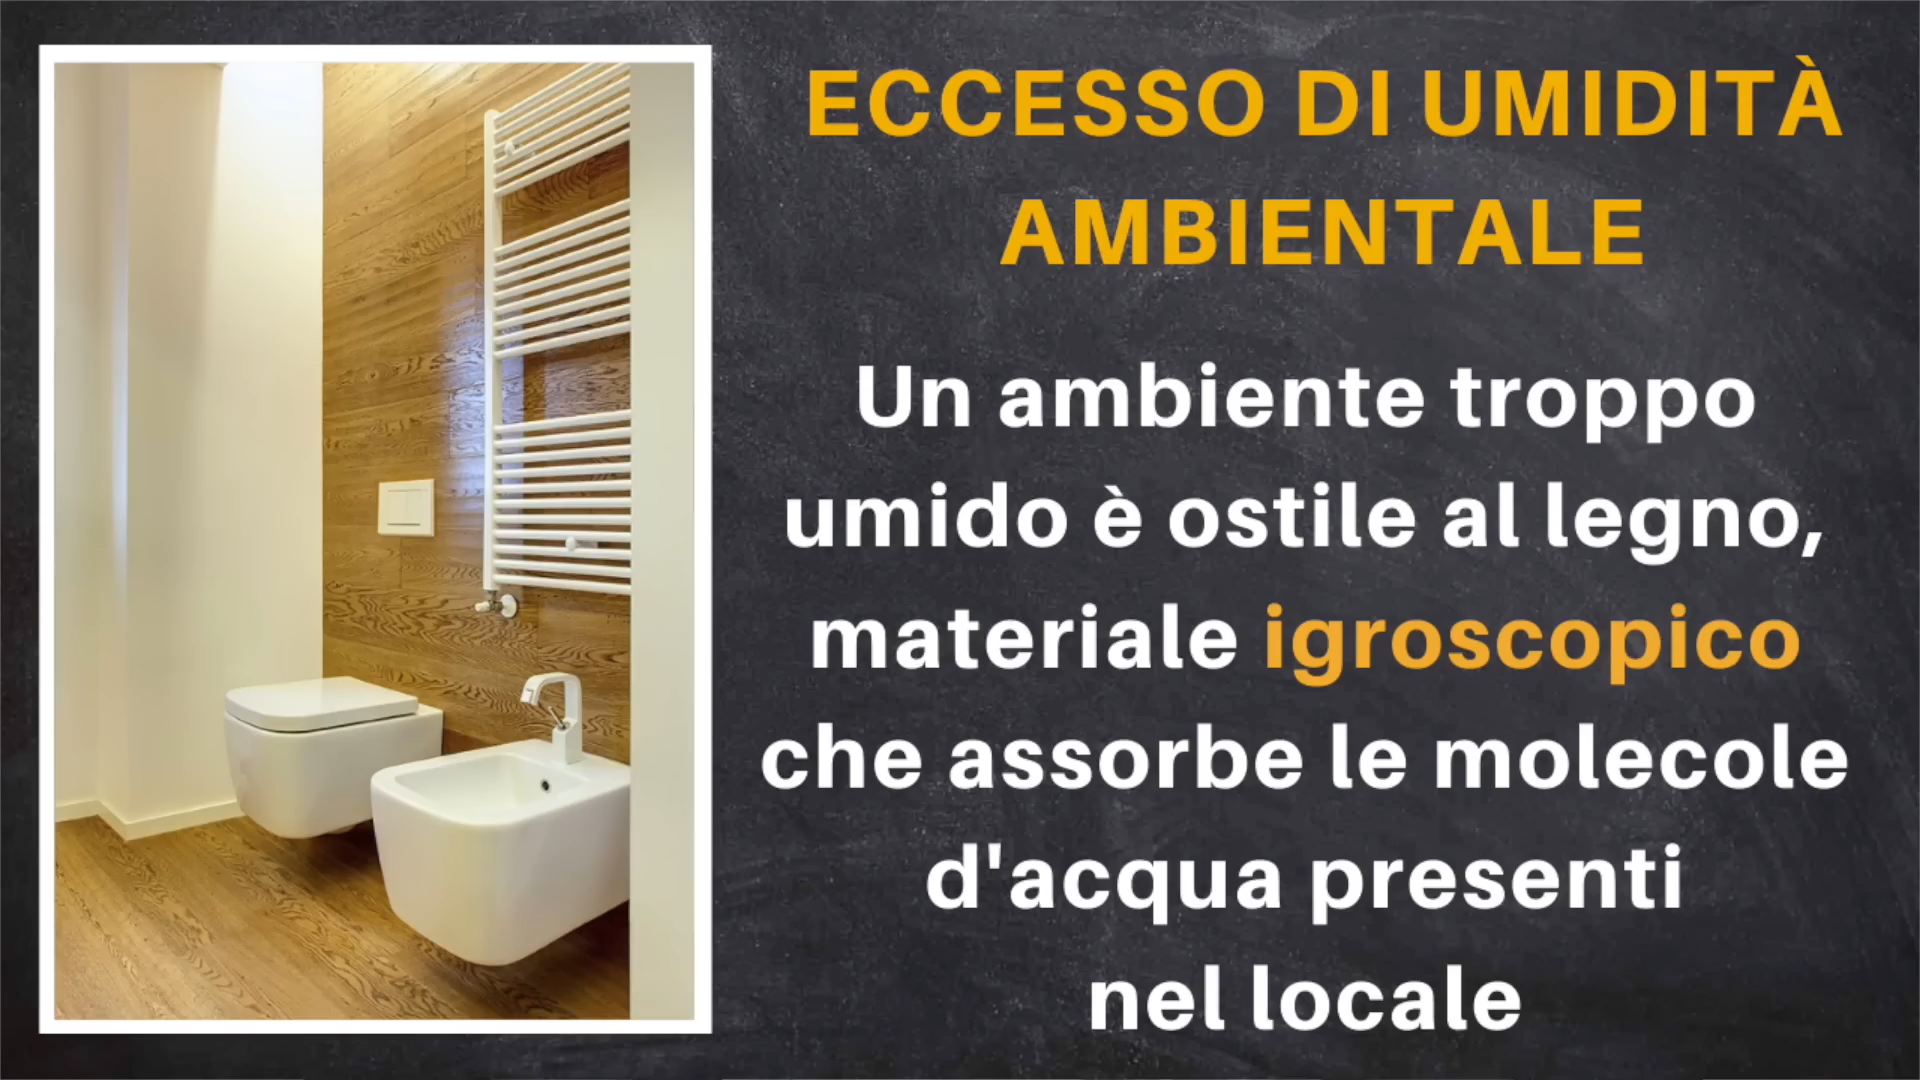 ECCESSO DI UMIDITÀ
AMBIENTALE
Un ambiente troppo
umido è ostile al legno,
materiale igroscopico
che assorbe le molecole
d'acqua presenti
nel locale